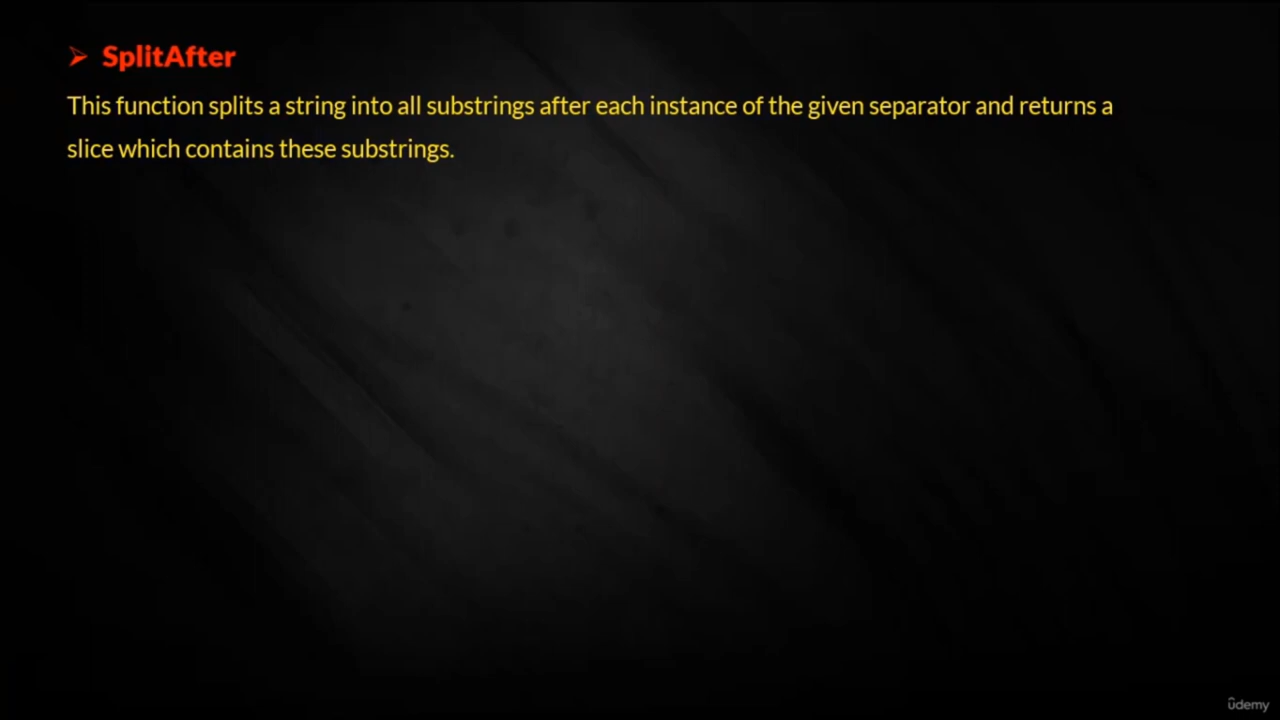 ➢ SplitAfter
This function splits a string into all substrings after each instance of the given separator and returns a
slice which contains these substrings.
ûdemy